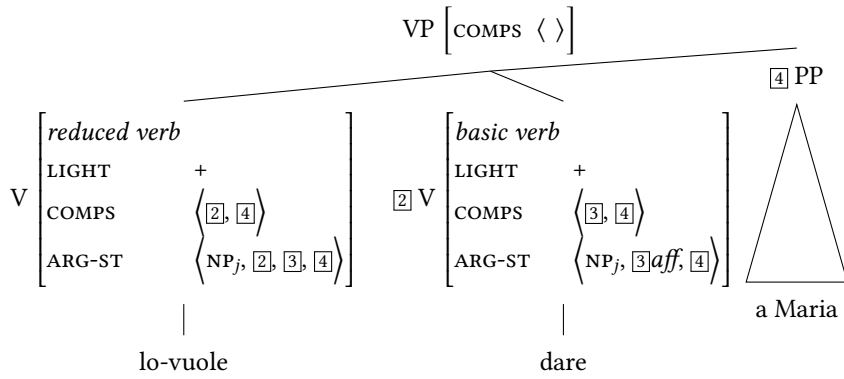 VP [COMPS ⟨ ⟩]
4 PP
V [reduced verb
LIGHT +
COMPS ⟨2, 4⟩
ARG-ST ⟨NPj, 2, 3, 4⟩]
2 V [basic verb
LIGHT +
COMPS ⟨3, 4⟩
ARG-ST ⟨NPj, 3aff, 4⟩]
a Maria
lo-vuole dare